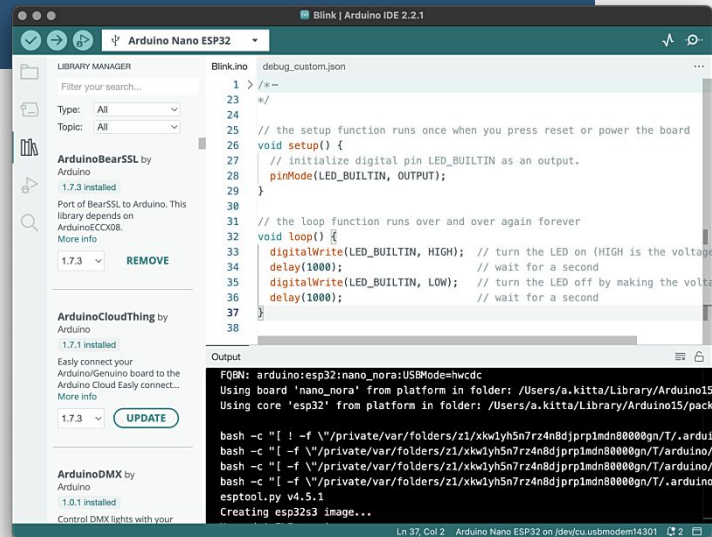 Blink | Arduino IDE 2.2.1
Arduino Nano ESP32
LIBRARY MANAGER
Filter your search...
Type: All
Topic: All
ArduinoBearSSL by
Arduino
1.7.3 installed
Port of BearSSL to Arduino. This
library depends on
ArduinoECCX08.
More info
1.7.3 REMOVE
ArduinoCloudThing by
Arduino
1.7.1 installed
Easly connect your
Arduino/Genuino board to the
Arduino Cloud Easly connect...
More info
1.7.3 UPDATE
ArduinoDMX by
Arduino
1.0.1 installed
Control DMX lights with your
Blink.ino debug_custom.json
1 /*
23 */
24
25 // the setup function runs once when you press reset or power the board
26 void setup() {
27 // initialize digital pin LED_BUILTIN as an output.
28 pinMode(LED_BUILTIN, OUTPUT);
29 }
30
31 // the loop function runs over and over again forever
32 void loop() {
33 digitalWrite(LED_BUILTIN, HIGH); // turn the LED on (HIGH is the voltage
34 delay(1000); // wait for a second
35 digitalWrite(LED_BUILTIN, LOW); // turn the LED off by making the volta
36 delay(1000); // wait for a second
37 }
38
Output
FQBN: arduino:esp32:nano_nora:USBMode=hwcdc
Using board 'nano_nora' from platform in folder: /Users/a.kitta/Library/Arduino15
Using core 'esp32' from platform in folder: /Users/a.kitta/Library/Arduino15/pack
bash -c "[ ! -f \"/private/var/folders/z1/xkw1yh5n7rz4n8djprp1mdn80000gn/T/.ardui
bash -c "[ -f \"/private/var/folders/z1/xkw1yh5n7rz4n8djprp1mdn80000gn/T/arduino/
bash -c "[ -f \"/private/var/folders/z1/xkw1yh5n7rz4n8djprp1mdn80000gn/T/arduino/
bash -c "[ -f \"/private/var/folders/z1/xkw1yh5n7rz4n8djprp1mdn80000gn/T/.arduino
esptool.py v4.5.1
Creating esp32s3 image...
Ln 37, Col 2 Arduino Nano ESP32 on /dev/cu.usbmodem14301 2